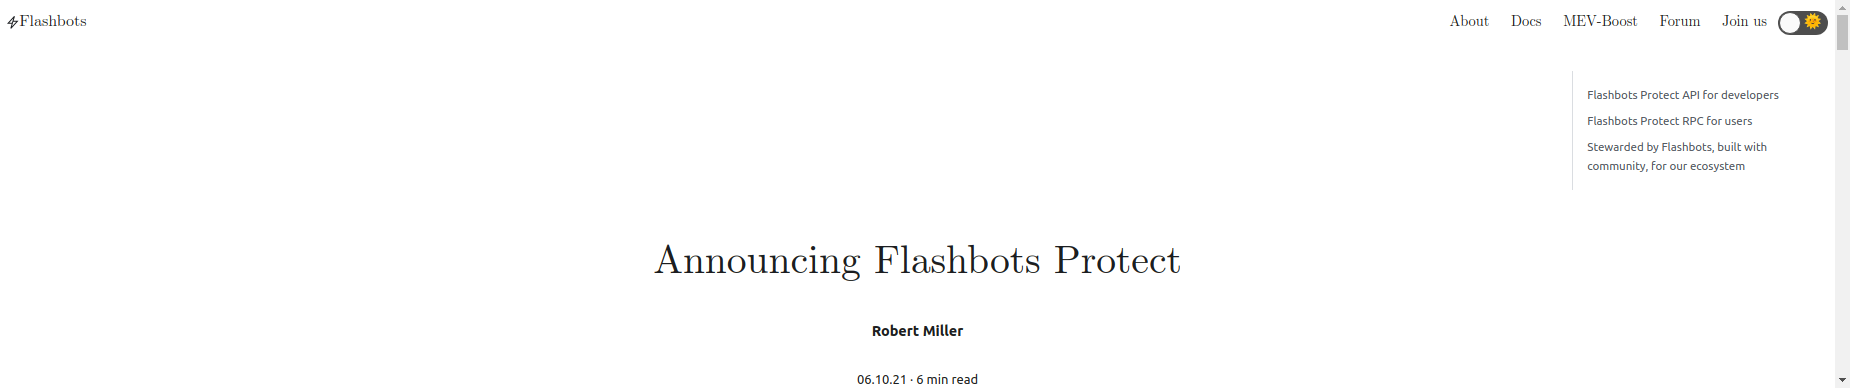 Flashbots
About Docs MEV-Boost Forum Join us
Flashbots Protect API for developers
Flashbots Protect RPC for users
Stewarded by Flashbots, built with
community, for our ecosystem
Announcing Flashbots Protect
Robert Miller
06.10.21 · 6 min read